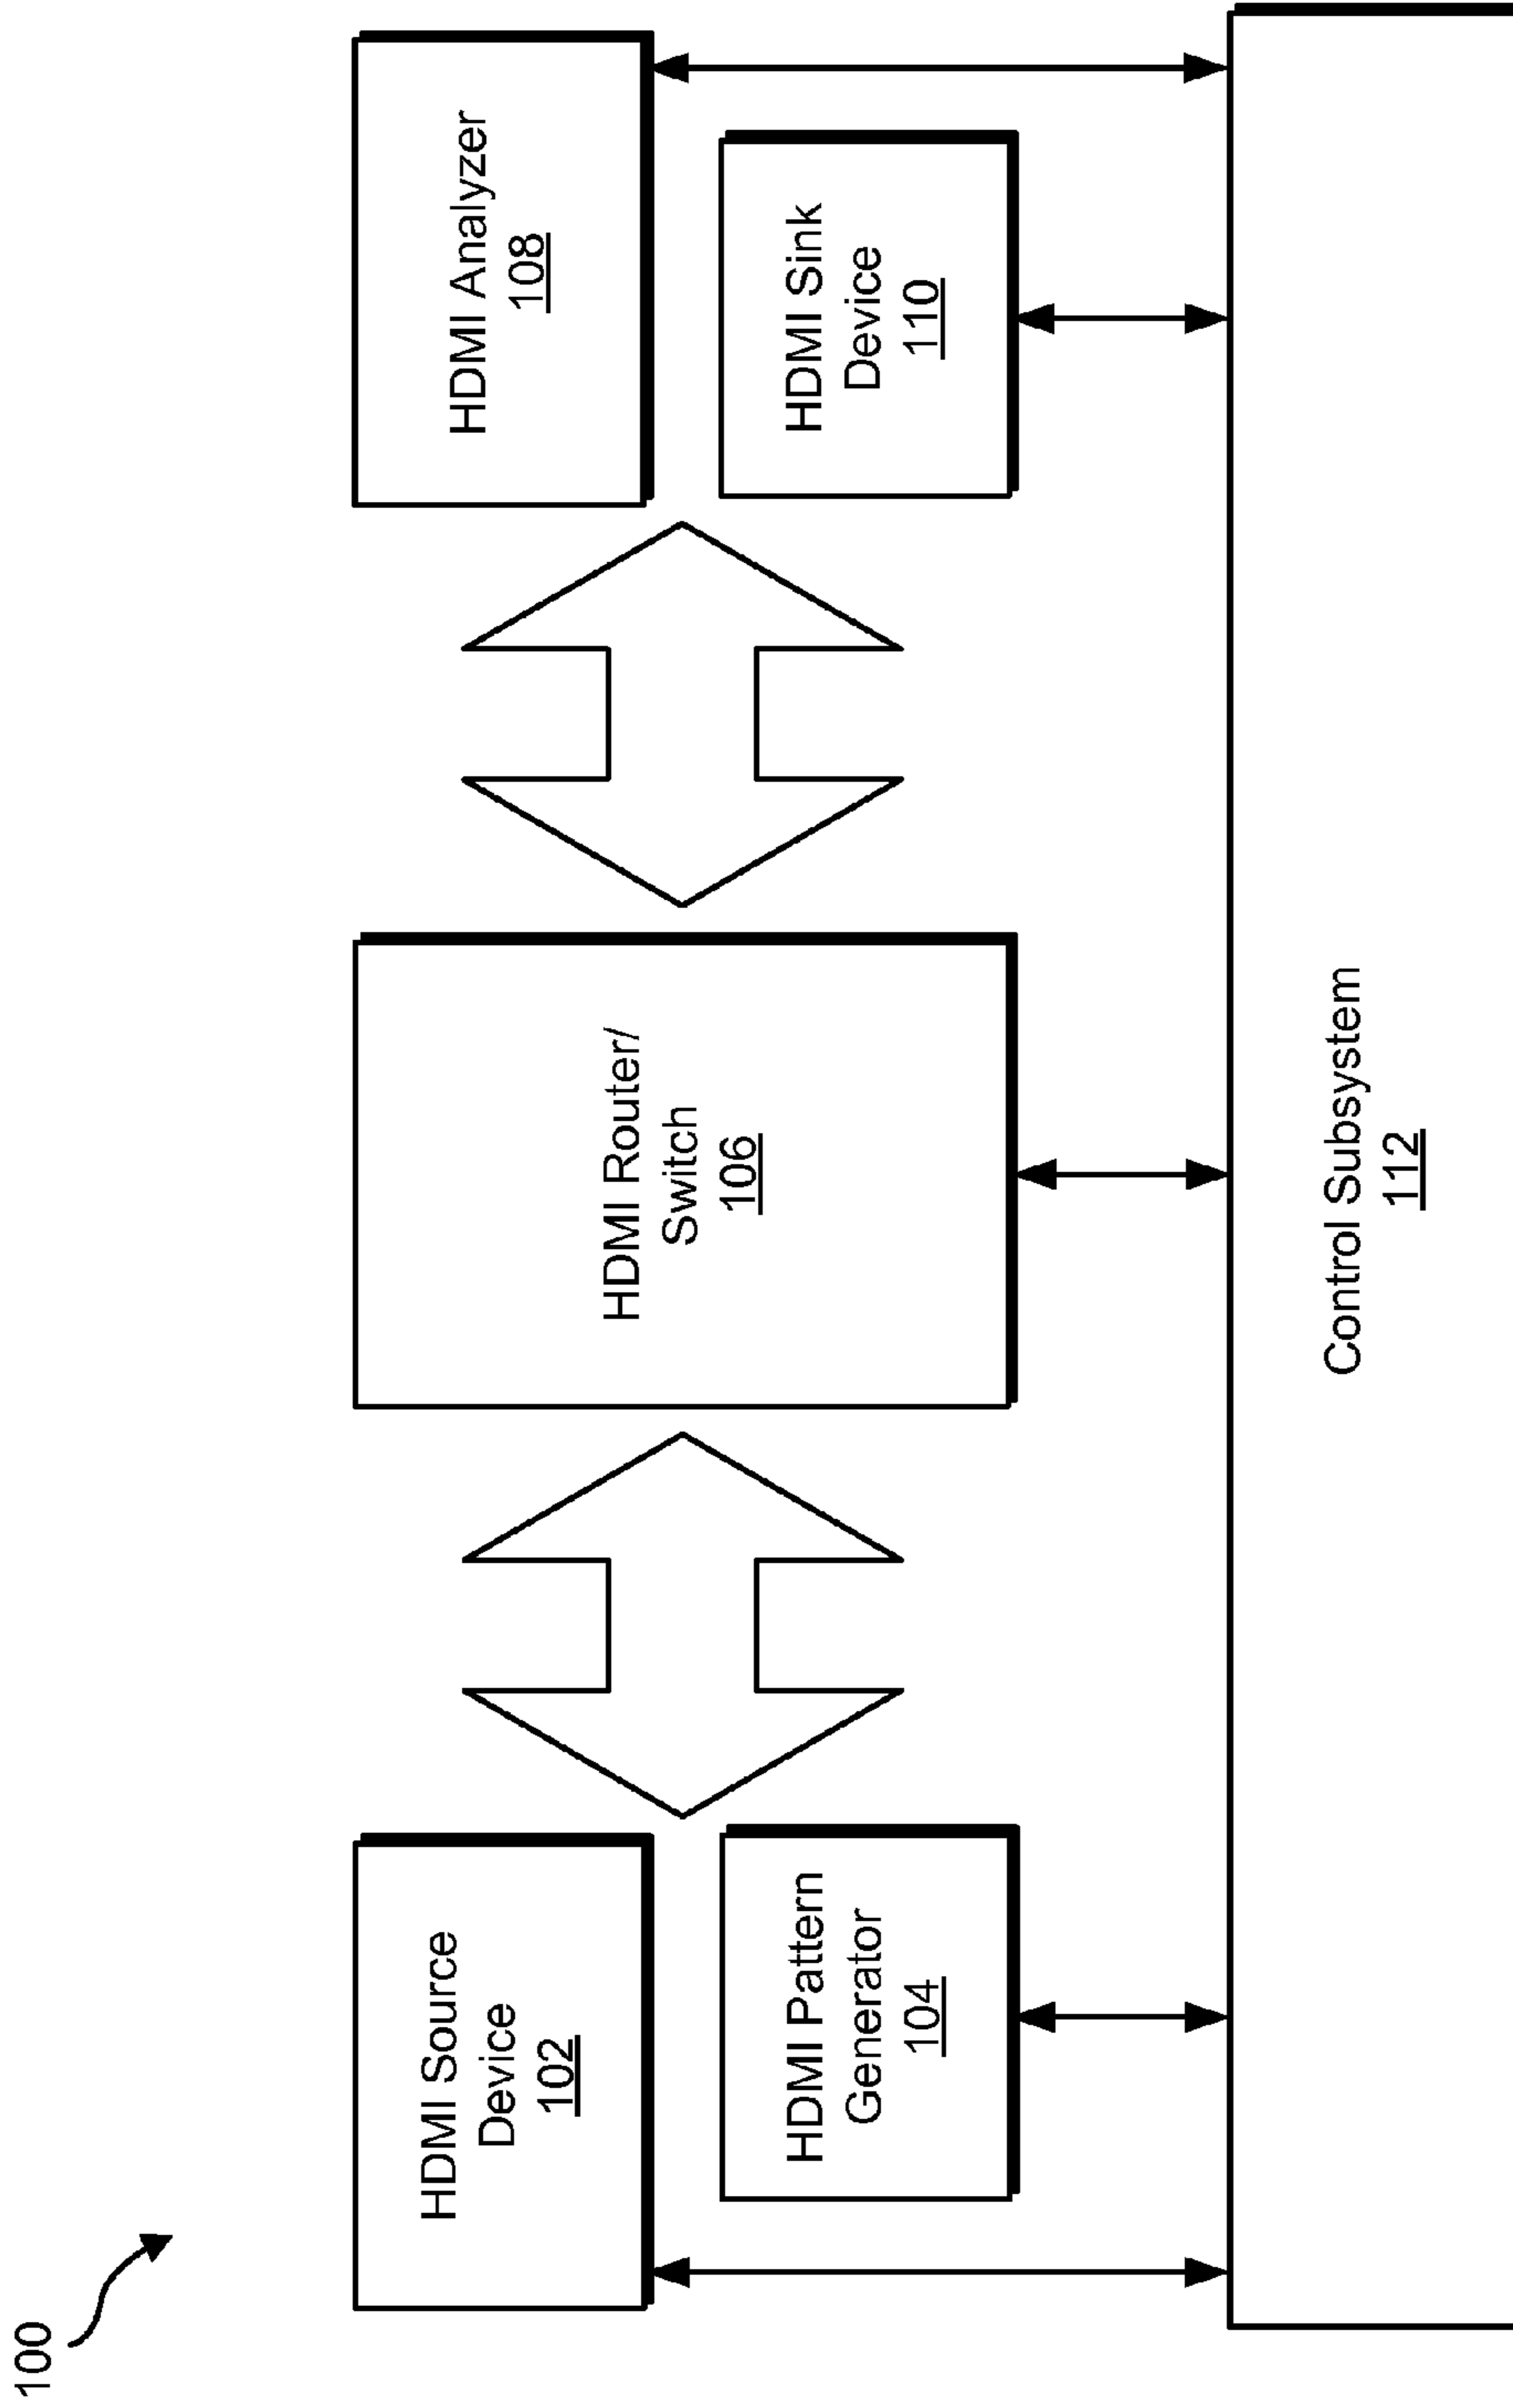 100
HDMI Source
Device
102
HDMI Pattern
Generator
104
HDMI Router/
Switch
106
HDMI Analyzer
108
HDMI Sink
Device
110
Control Subsystem
112